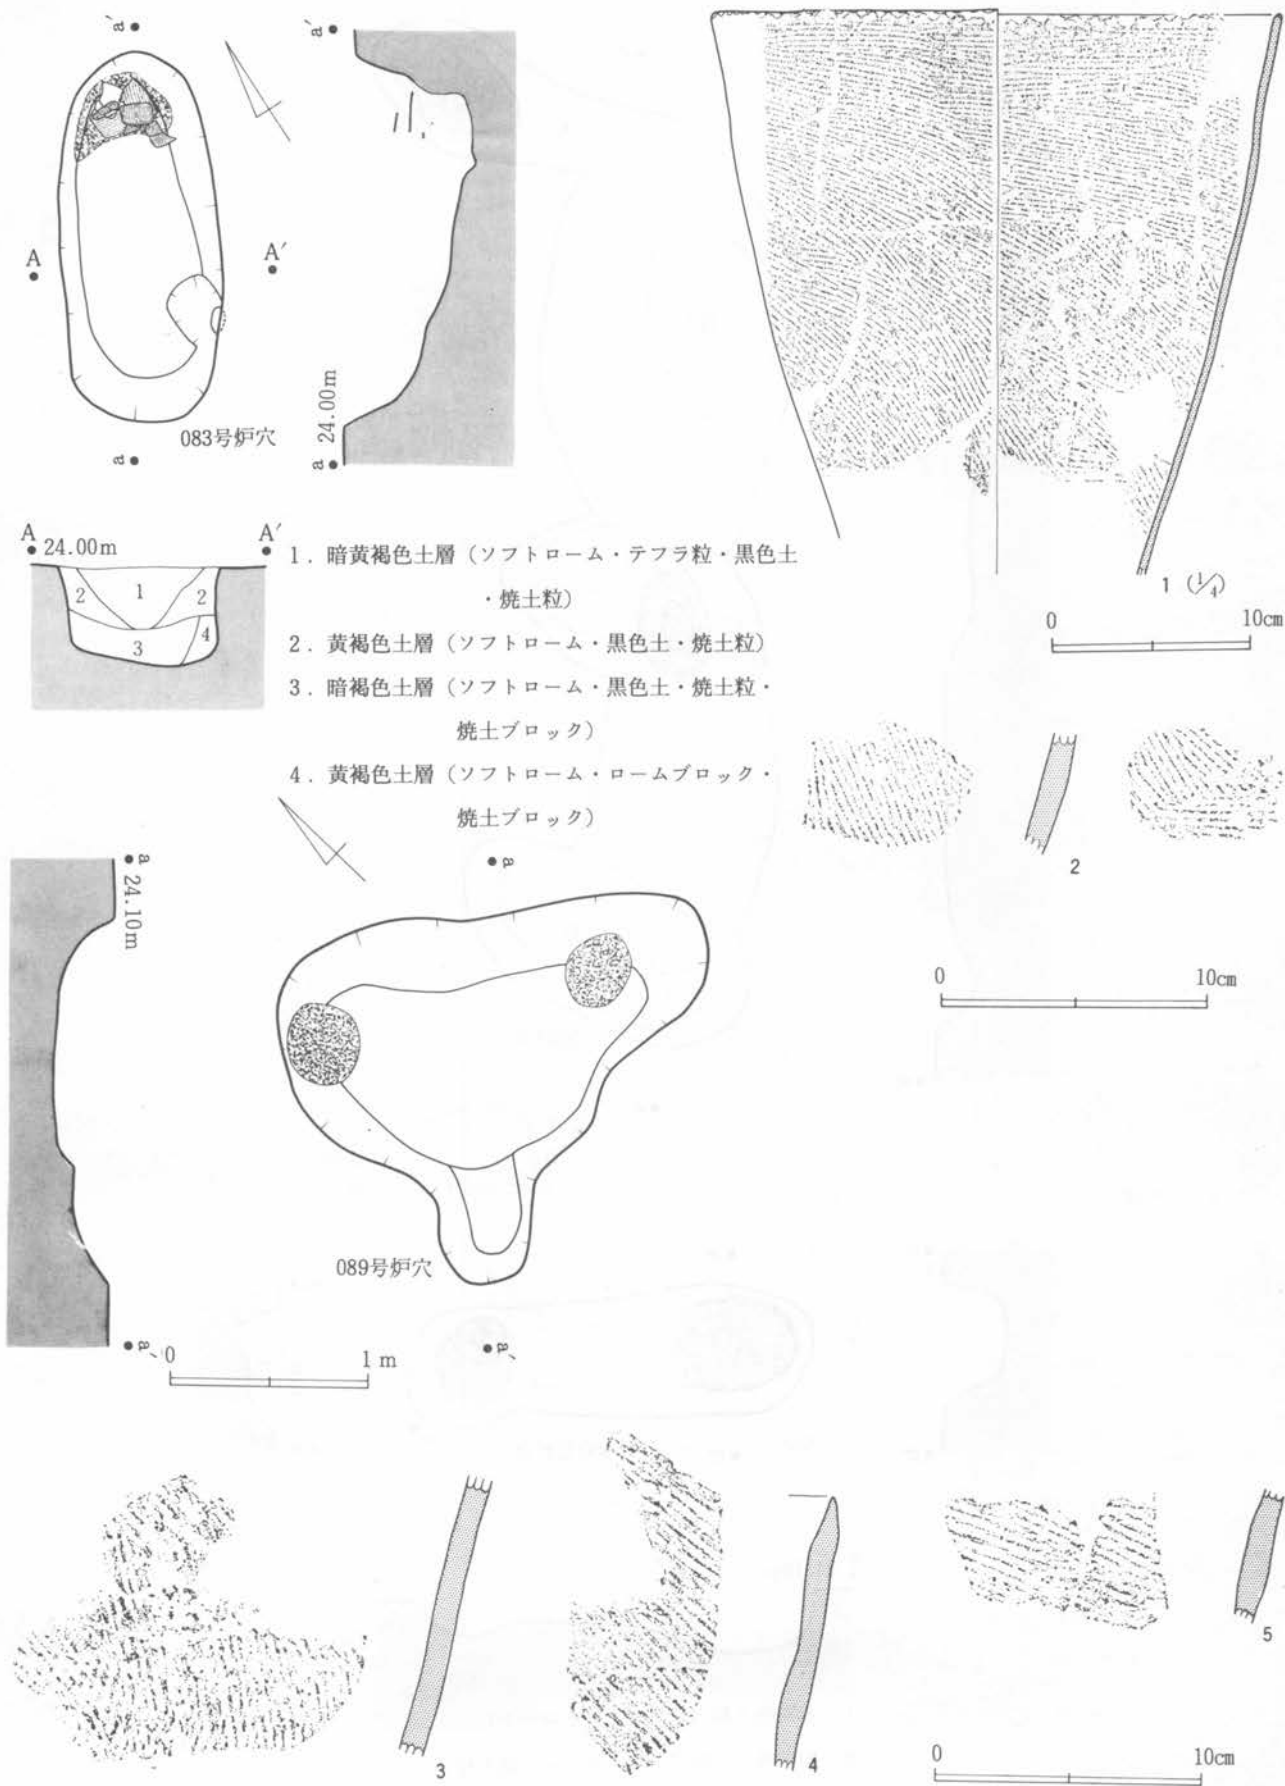 a′
a′
A
A′
24.00m
083号炉穴
a
a
A
24.00m
A′
1
2
2
3
4
1．暗黄褐色土層（ソフトローム・テフラ粒・黒色土
・焼土粒）
2．黄褐色土層（ソフトローム・黒色土・焼土粒）
3．暗褐色土層（ソフトローム・黒色土・焼土粒・
焼土ブロック）
4．黄褐色土層（ソフトローム・ロームブロック・
焼土ブロック）
1 (1/4)
0 10cm
2
0 10cm
a
24.10m
a
089号炉穴
a′
a′
0 1 m
3
4
5
0 10cm